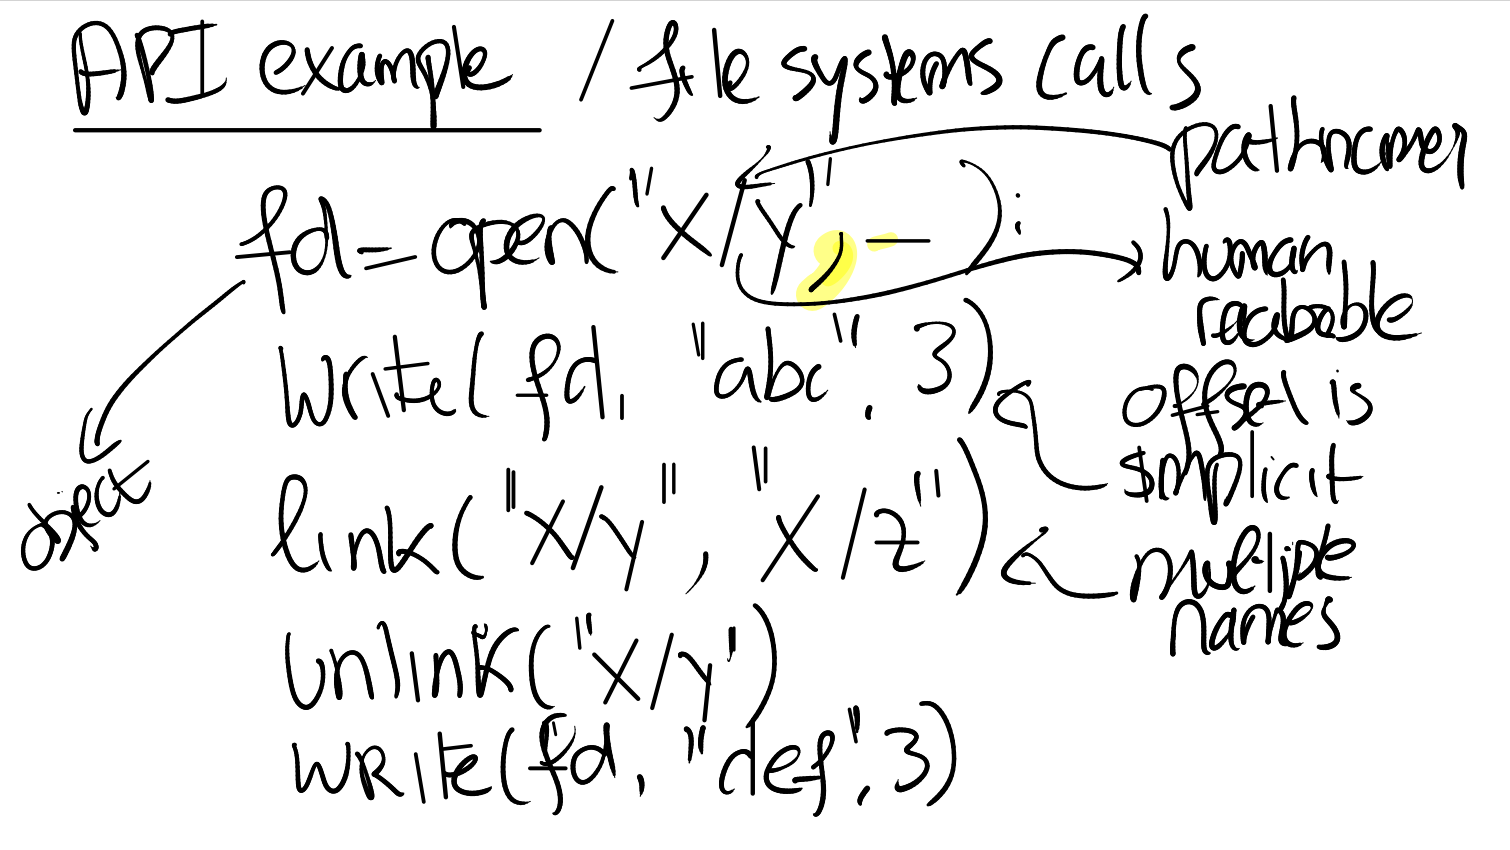 API example / file systems calls
pathnames
fd = open("x/y", _ ):
human
readable
write(fd, "abc", 3)
offset is
implicit
object
link("x/y", "x/z")
multiple
names
unlink("x/y")
write(fd, "def", 3)